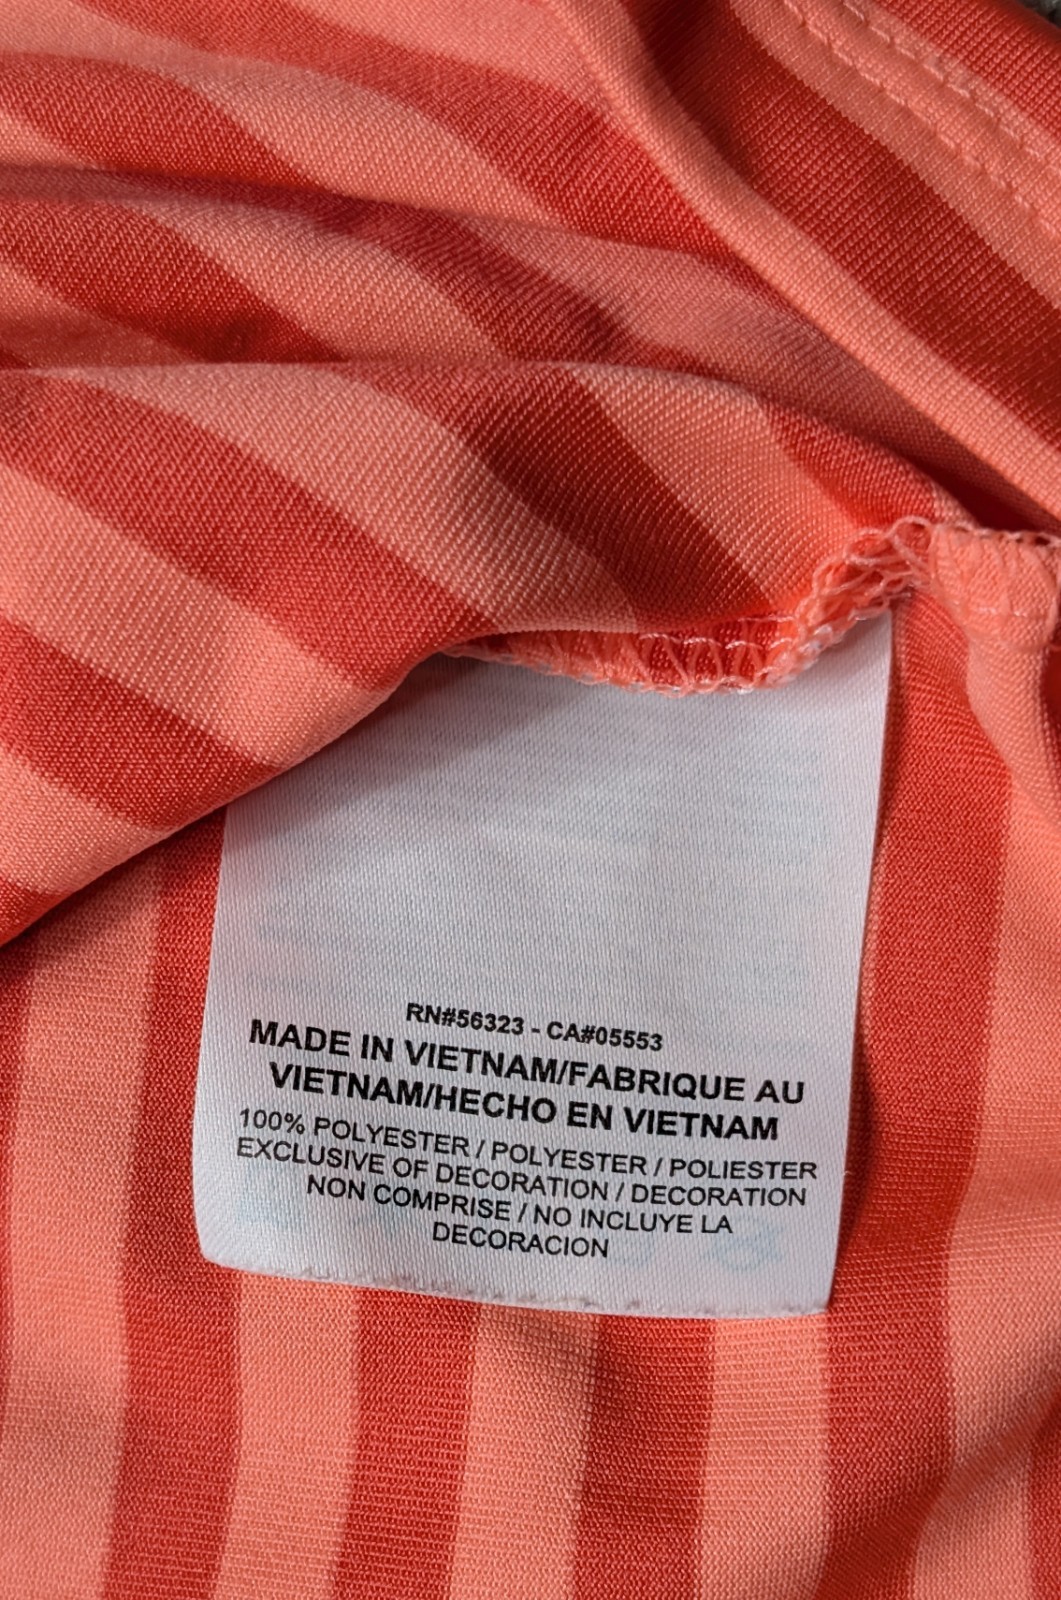 RN#56323 - CA#05553
MADE IN VIETNAM/FABRIQUE AU
VIETNAM/HECHO EN VIETNAM
100% POLYESTER / POLYESTER / POLIESTER
EXCLUSIVE OF DECORATION / DECORATION
NON COMPRISE / NO INCLUYE LA
DECORACION